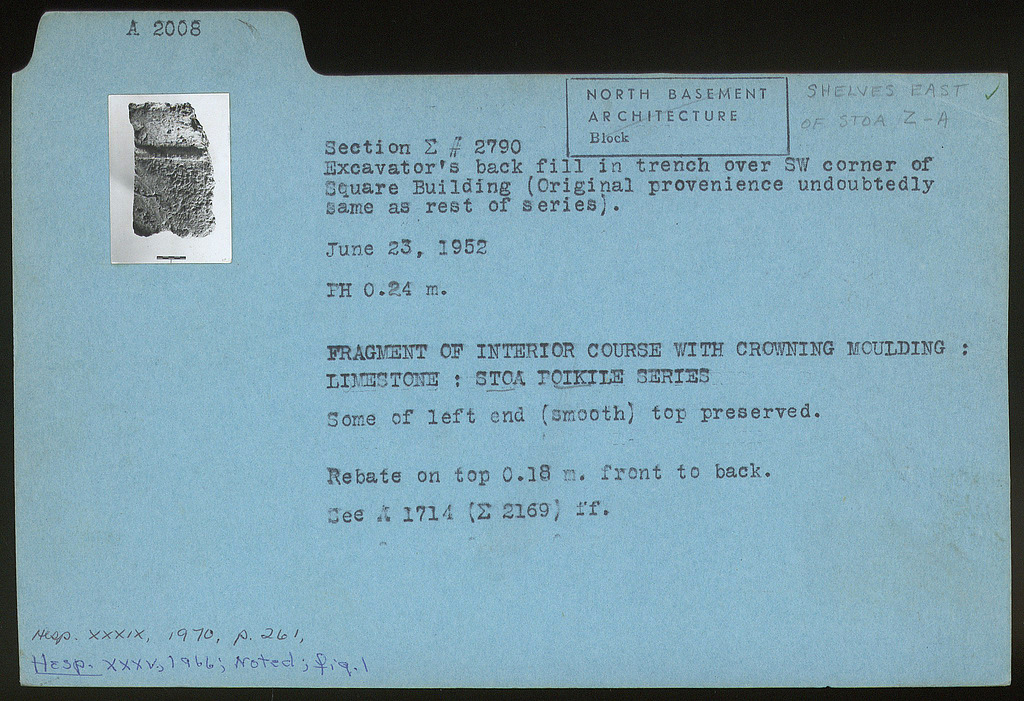 A 2008
NORTH BASEMENT
ARCHITECTURE
Block
SHELVES EAST ✓
OF STOA Z-A
Section Σ # 2790
Excavator's back fill in trench over SW corner of
Square Building (Original provenience undoubtedly
same as rest of series).
June 23, 1952
PH 0.24 m.
FRAGMENT OF INTERIOR COURSE WITH CROWNING MOULDING :
LIMESTONE : STOA POIKILE SERIES
Some of left end (smooth) top preserved.
Rebate on top 0.18 m. front to back.
See A 1714 (Σ 2169) ff.
Hesp. XXXIX, 1970, p. 261,
Hesp. XXXV, 1966; Noted; fig. 1